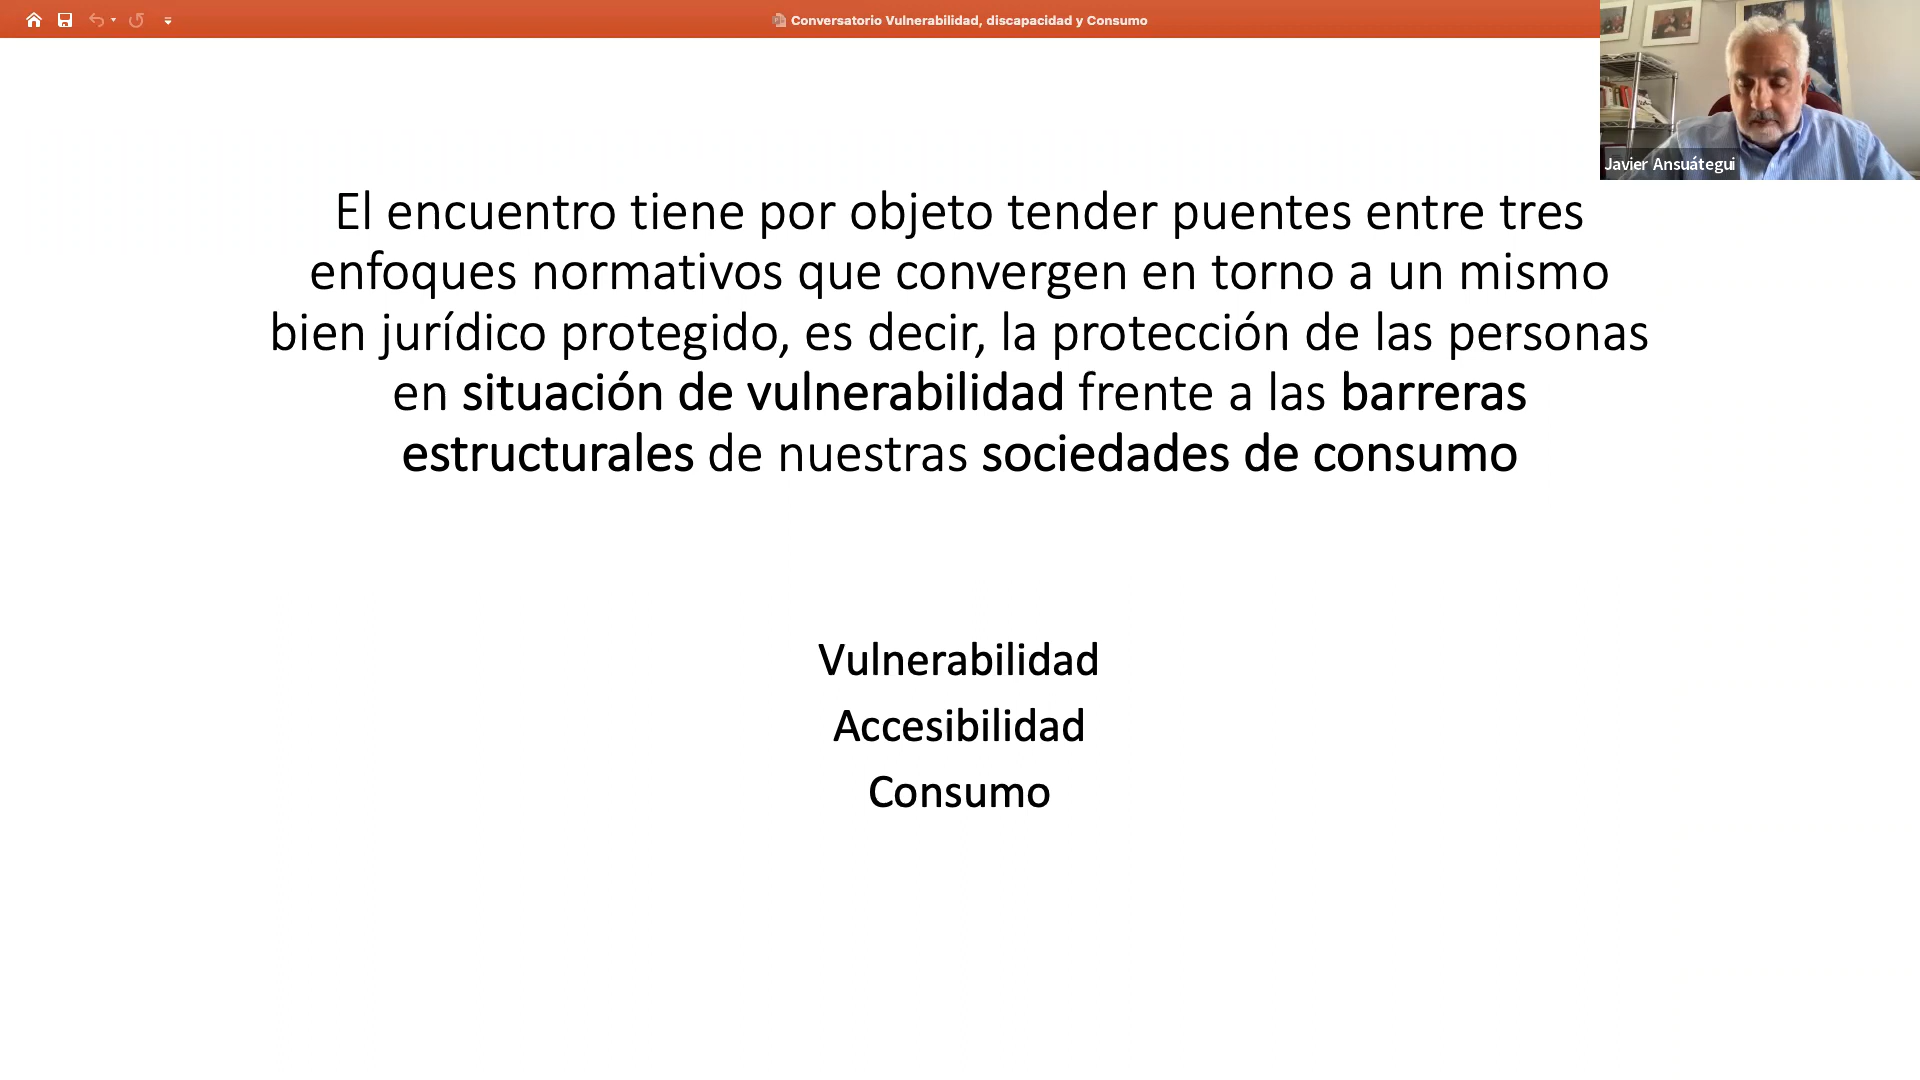 Conversatorio Vulnerabilidad, discapacidad y Consumo
Javier Ansuátegui
El encuentro tiene por objeto tender puentes entre tres
enfoques normativos que convergen en torno a un mismo
bien jurídico protegido, es decir, la protección de las personas
en situación de vulnerabilidad frente a las barreras
estructurales de nuestras sociedades de consumo
Vulnerabilidad
Accesibilidad
Consumo